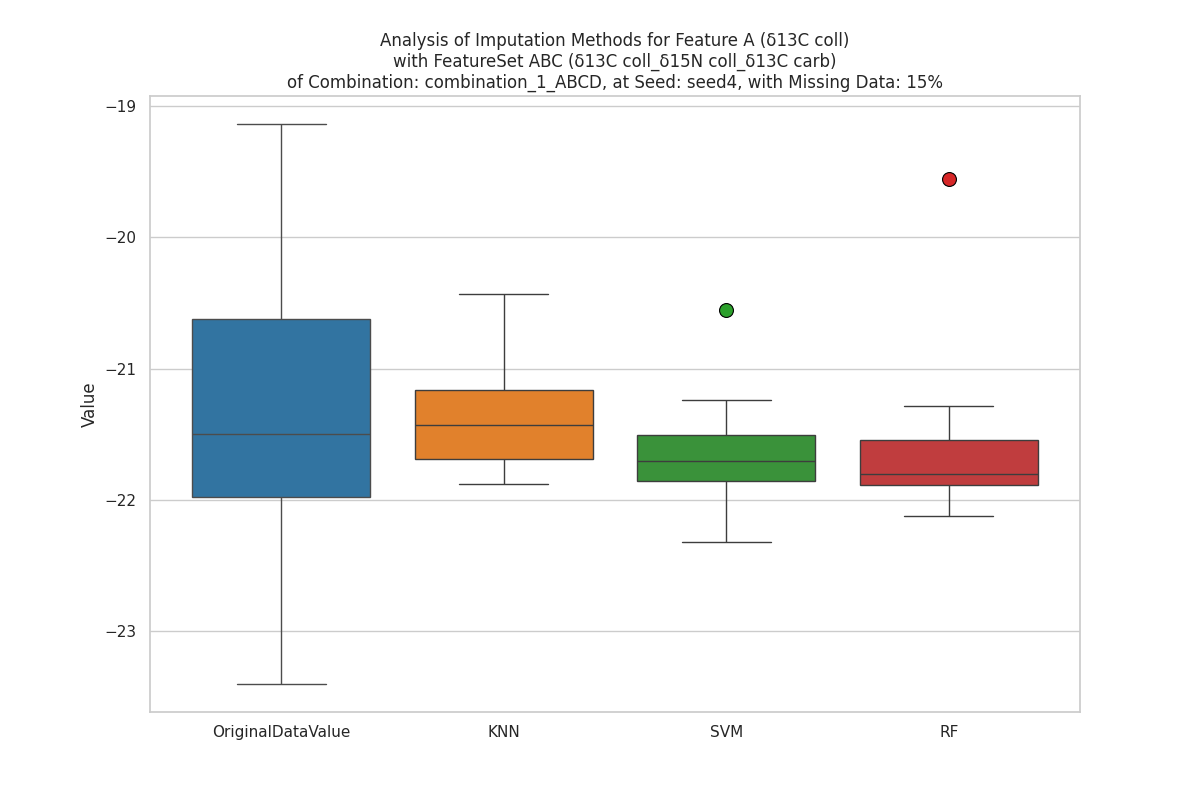 Analysis of Imputation Methods for Feature A (δ13C coll)
with FeatureSet ABC (δ13C coll_δ15N coll_δ13C carb)
of Combination: combination_1_ABCD, at Seed: seed4, with Missing Data: 15%
−19
−20
−21
−22
−23
Value
OriginalDataValue
KNN
SVM
RF